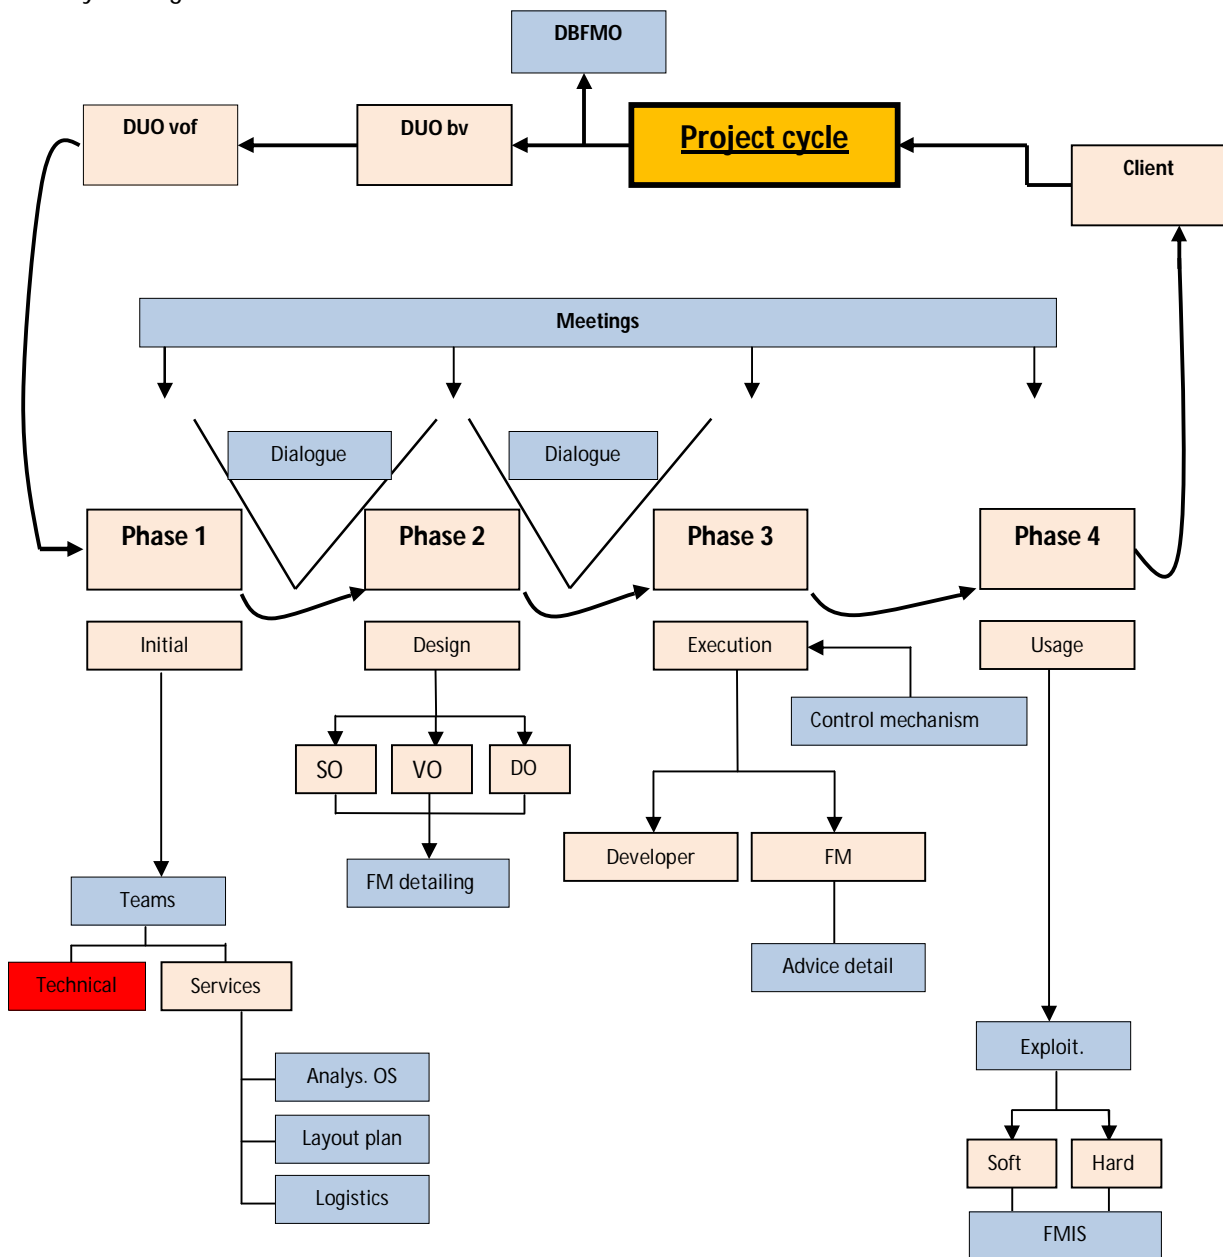 DBFMO
DUO vof
DUO bv
Project cycle
Client
Meetings
Dialogue
Dialogue
Phase 1
Phase 2
Phase 3
Phase 4
Initial
Design
Execution
Usage
Control mechanism
SO
VO
DO
Developer
FM
FM detailing
Teams
Advice detail
Technical
Services
Exploit.
Analys. OS
Layout plan
Logistics
Soft
Hard
FMIS